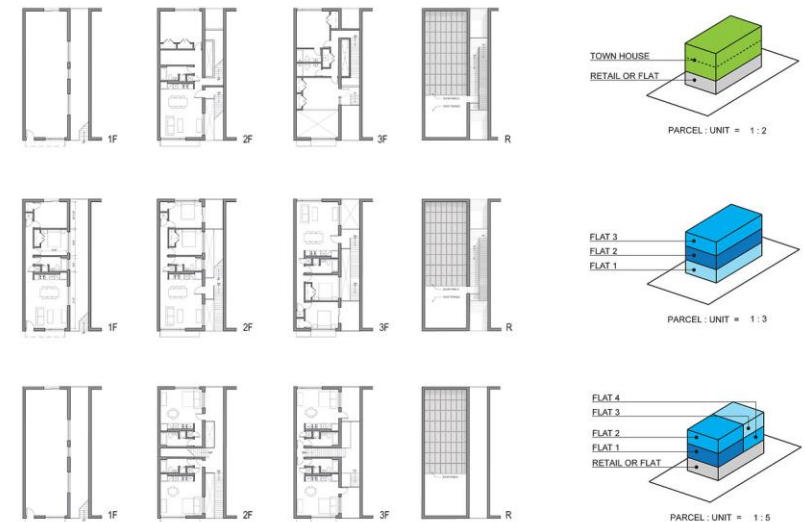 TOWN HOUSE
RETAIL OR FLAT
1F
2F
3F
R
PARCEL : UNIT = 1 : 2
FLAT 3
FLAT 2
FLAT 1
1F
2F
3F
R
PARCEL : UNIT = 1 : 3
FLAT 4
FLAT 3
FLAT 2
FLAT 1
RETAIL OR FLAT
1F
2F
3F
R
PARCEL : UNIT = 1 : 5